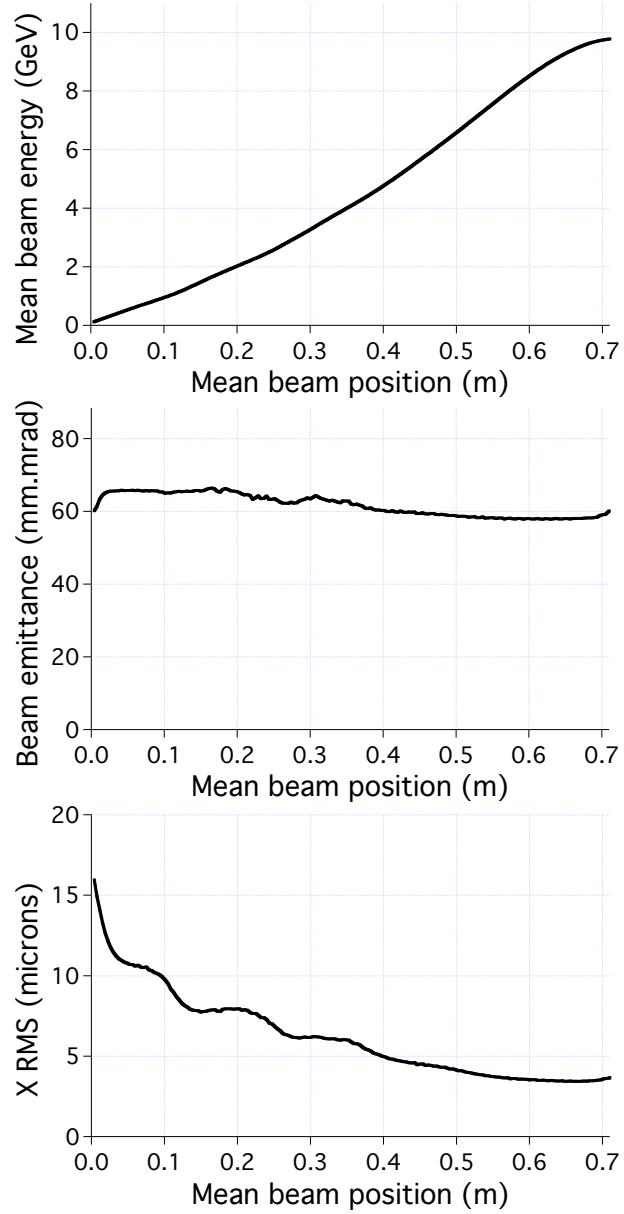 Mean beam energy (GeV)
10
8
6
4
2
0
0.0 0.1 0.2 0.3 0.4 0.5 0.6 0.7
Mean beam position (m)
Beam emittance (mm.mrad)
80
60
40
20
0
0.0 0.1 0.2 0.3 0.4 0.5 0.6 0.7
Mean beam position (m)
X RMS (microns)
20
15
10
5
0
0.0 0.1 0.2 0.3 0.4 0.5 0.6 0.7
Mean beam position (m)